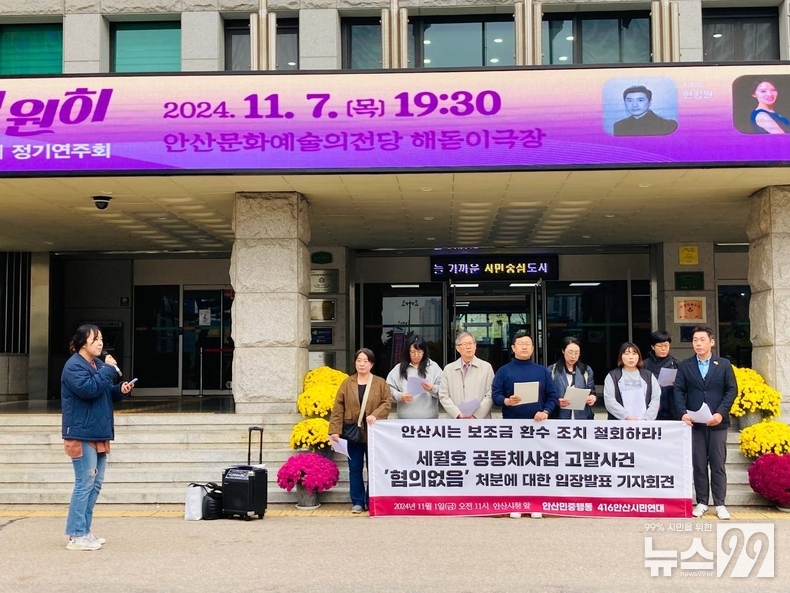 원히
2024. 11. 7. (목) 19:30
정기연주회
안산문화예술의전당 해돋이극장
시민중심도시
안산시는 보조금 환수 조치 철회하라!
세월호 공동체사업 고발사건
'혐의없음' 처분에 대한 입장발표 기자회견
2024년 11월 1일(금) 오전 11시 안산시청 앞
안산민중행동 416안산시민연대
99% 시민을 위한
뉴스99
news99.kr